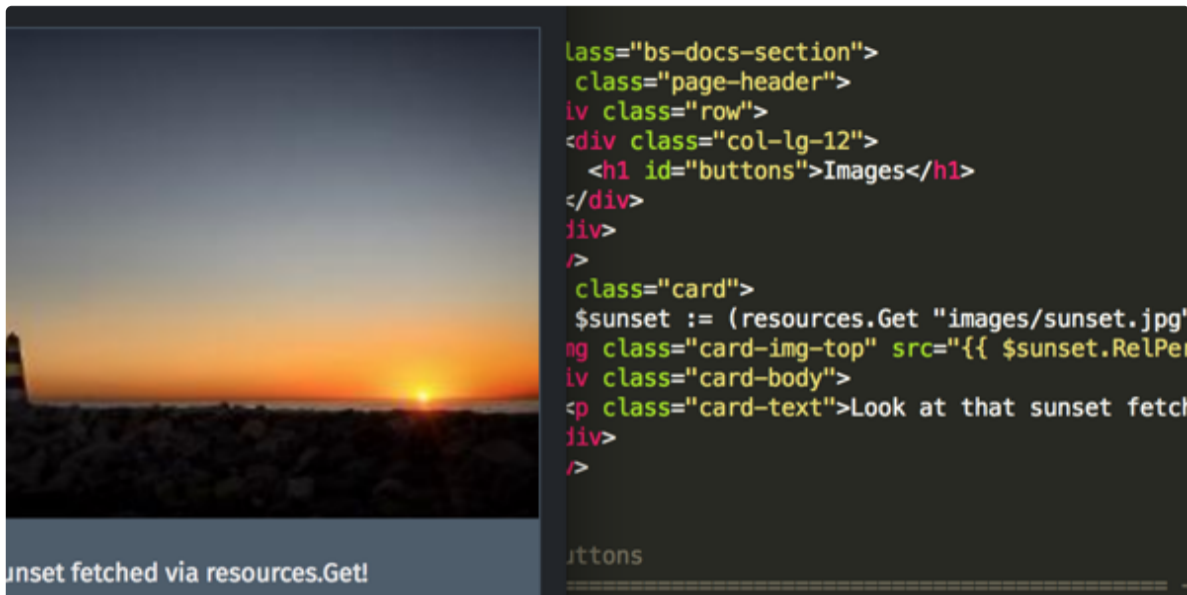 unset fetched via resources.Get!
lass="bs-docs-section">
class="page-header">
iv class="row">
<div class="col-lg-12">
<h1 id="buttons">Images</h1>
</div>
div>
>
class="card">
$sunset := (resources.Get "images/sunset.jpg"
mg class="card-img-top" src="{{ $sunset.RelPer
iv class="card-body">
<p class="card-text">Look at that sunset fetch
div>
>
uttons